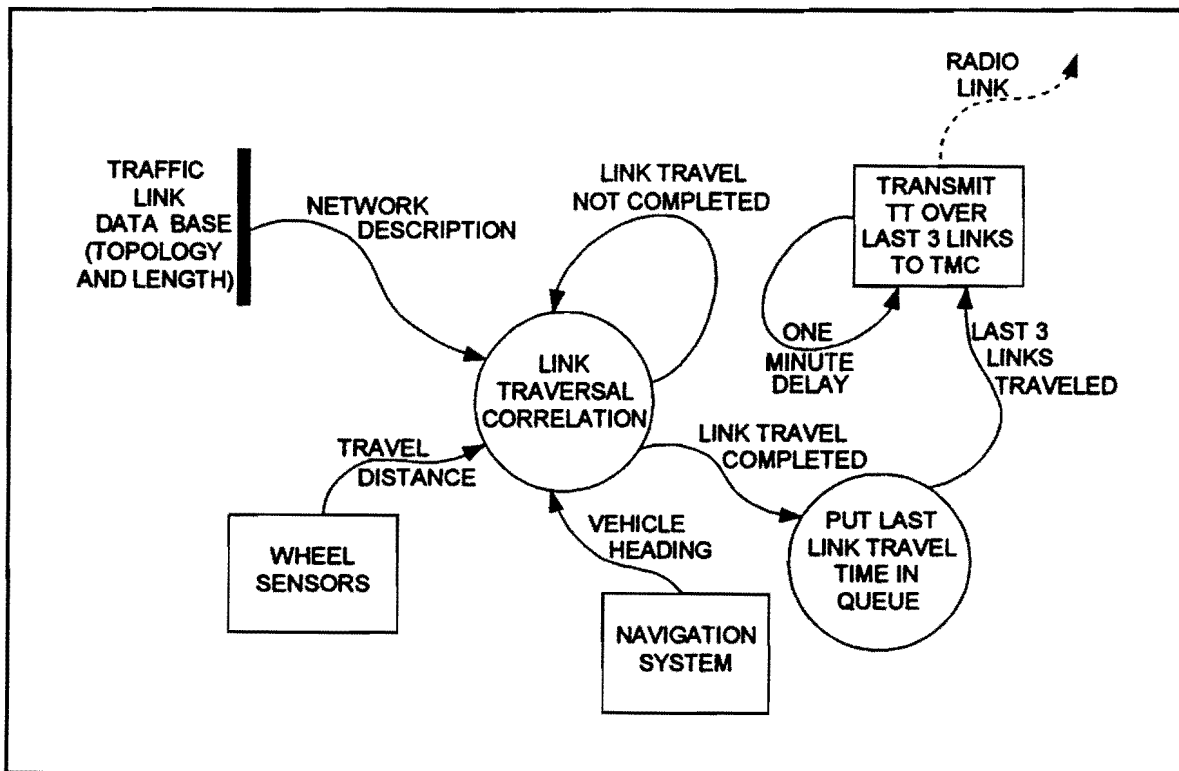 RADIO
LINK
TRAFFIC
LINK
DATA BASE
(TOPOLOGY
AND LENGTH)
NETWORK
DESCRIPTION
LINK TRAVEL
NOT COMPLETED
TRANSMIT
TT OVER
LAST 3 LINKS
TO TMC
ONE
MINUTE
DELAY
LAST 3
LINKS
TRAVELED
LINK
TRAVERSAL
CORRELATION
TRAVEL
DISTANCE
LINK TRAVEL
COMPLETED
WHEEL
SENSORS
VEHICLE
HEADING
PUT LAST
LINK TRAVEL
TIME IN
QUEUE
NAVIGATION
SYSTEM